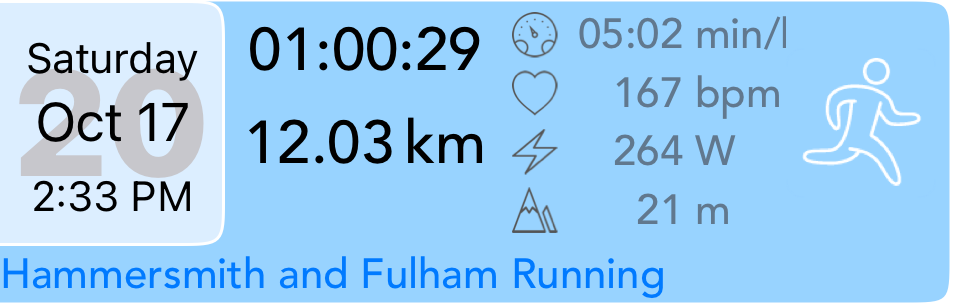 Saturday
20
Oct 17
2:33 PM
01:00:29
12.03 km
05:02 min/
167 bpm
264 W
21 m
Hammersmith and Fulham Running